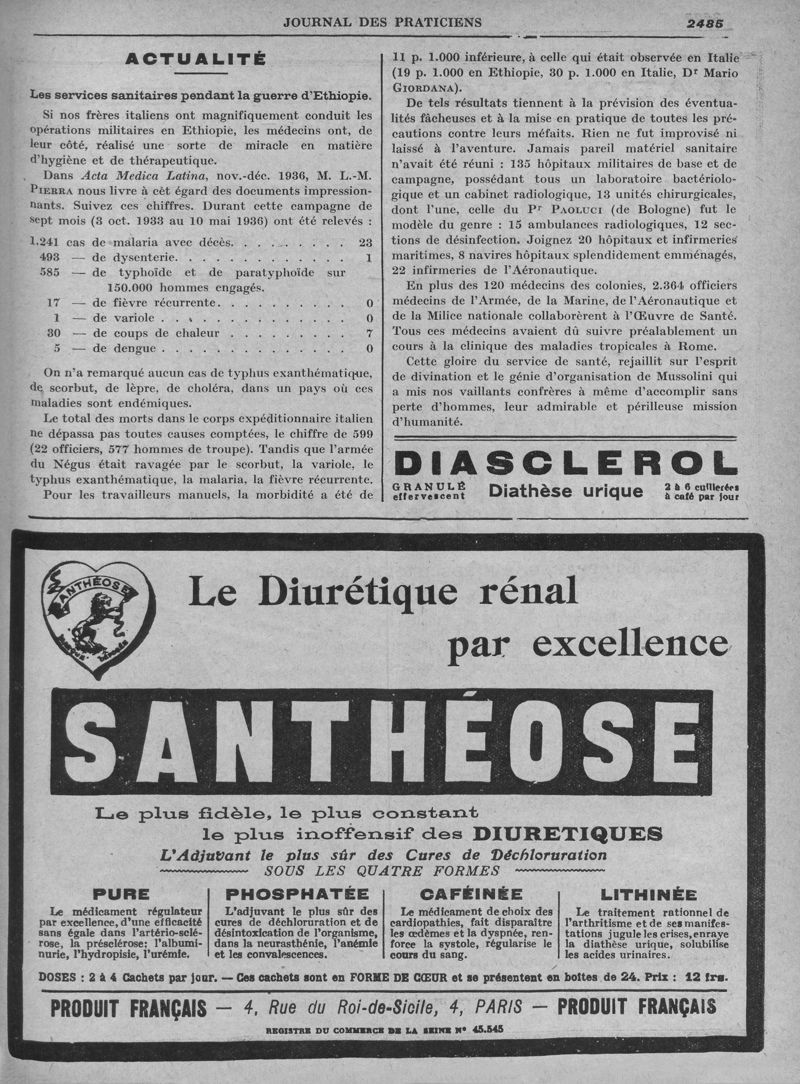 JOURNAL DES PRATICIENS 2485
ACTUALITÉ
Les services sanitaires pendant la guerre d'Ethiopie.
Si nos frères italiens ont magnifiquement conduit les
opérations militaires en Ethiopie, les médecins ont, de
leur côté, réalisé une sorte de miracle en matière
d'hygiène et de thérapeutique.
Dans Acta Medica Latina, nov.-déc. 1936, M. L.-M.
PIERRA nous livre à cèt égard des documents impression-
nants. Suivez ces chiffres. Durant cette campagne de
sept mois (3 oct. 1933 au 10 mai 1936) ont été relevés :
1.241 cas de malaria avec décès. . . . . . . . . 23
493 — de dysenterie. . . . . . . . . . . . . 1
585 — de typhoïde et de paratyphoïde sur
150.000 hommes engagés.
17 — de fièvre récurrente. . . . . . . . . . 0
1 — de variole . . . . . . . . . . . . . . 0
30 — de coups de chaleur . . . . . . . . . 7
5 — de dengue . . . . . . . . . . . . . . 0
On n'a remarqué aucun cas de typhus exanthématique,
de scorbut, de lèpre, de choléra, dans un pays où ces
maladies sont endémiques.
Le total des morts dans le corps expéditionnaire italien
ne dépassa pas toutes causes comptées, le chiffre de 599
(22 officiers, 577 hommes de troupe). Tandis que l'armée
du Négus était ravagée par le scorbut, la variole, le
typhus exanthématique, la malaria, la fièvre récurrente.
Pour les travailleurs manuels, la morbidité a été de
11 p. 1.000 inférieure, à celle qui était observée en Italie
(19 p. 1.000 en Ethiopie, 30 p. 1.000 en Italie, Dr Mario
GIORDANA).
De tels résultats tiennent à la prévision des éventua-
lités fâcheuses et à la mise en pratique de toutes les pré-
cautions contre leurs méfaits. Rien ne fut improvisé ni
laissé à l'aventure. Jamais pareil matériel sanitaire
n'avait été réuni : 135 hôpitaux militaires de base et de
campagne, possédant tous un laboratoire bactériolo-
gique et un cabinet radiologique, 13 unités chirurgicales,
dont l'une, celle du Pr PAOLUCI (de Bologne) fut le
modèle du genre : 15 ambulances radiologiques, 12 sec-
tions de désinfection. Joignez 20 hôpitaux et infirmeries
maritimes, 8 navires hôpitaux splendidement emménagés,
22 infirmeries de l'Aéronautique.
En plus des 120 médecins des colonies, 2.364 officiers
médecins de l'Armée, de la Marine, de l'Aéronautique et
de la Milice nationale collaborèrent à l'Œuvre de Santé.
Tous ces médecins avaient dû suivre préalablement un
cours à la clinique des maladies tropicales à Rome.
Cette gloire du service de santé, rejaillit sur l'esprit
de divination et le génie d'organisation de Mussolini qui
a mis nos vaillants confrères à même d'accomplir sans
perte d'hommes, leur admirable et périlleuse mission
d'humanité.
DIASCLEROL
GRANULÉ
effervescent
Diathèse urique
2 à 6 cuillerées
à café par jour
SANTHÉOSE
Le Diurétique rénal
par excellence
SANTHÉOSE
Le plus fidèle, le plus constant
le plus inoffensif des DIURETIQUES
L'Adjuvant le plus sûr des Cures de Déchloruration
SOUS LES QUATRE FORMES
PURE
Le médicament régulateur
par excellence, d'une efficacité
sans égale dans l'artério-sclé-
rose, la présclérose; l'albumi-
nurie, l'hydropisie, l'urémie.
PHOSPHATÉE
L'adjuvant le plus sûr des
cures de déchloruration et de
désintoxication de l'organisme,
dans la neurasthénie, l'anémie
et les convalescences.
CAFÉINÉE
Le médicament de choix des
cardiopathies, fait disparaître
les œdèmes et la dyspnée, ren-
force la systole, régularise le
cours du sang.
LITHINÉE
Le traitement rationnel de
l'arthritisme et de ses manifes-
tations jugule les crises, enraye
la diathèse urique, solubilise
les acides urinaires.
DOSES : 2 à 4 Cachets par jour. — Ces cachets sont en FORME DE CŒUR et se présentent en boîtes de 24. Prix : 12 frs.
PRODUIT FRANÇAIS — 4, Rue du Roi-de-Sicile, 4, PARIS — PRODUIT FRANÇAIS
REGISTRE DU COMMERCE DE LA SEINE N° 45.545